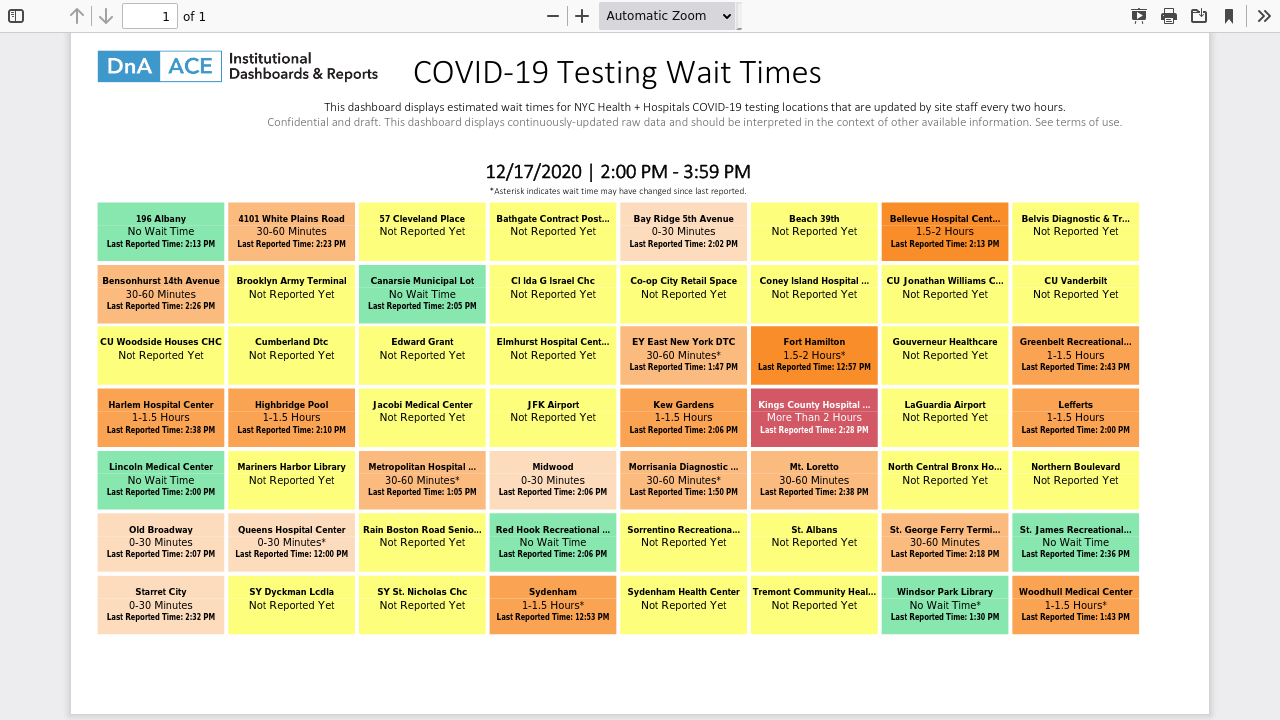 1 of 1 Automatic Zoom
DnA ACE Institutional
Dashboards & Reports
COVID-19 Testing Wait Times
This dashboard displays estimated wait times for NYC Health + Hospitals COVID-19 testing locations that are updated by site staff every two hours.
Confidential and draft. This dashboard displays continuously-updated raw data and should be interpreted in the context of other available information. See terms of use.
12/17/2020 | 2:00 PM - 3:59 PM
*Asterisk indicates wait time may have changed since last reported.
196 Albany
No Wait Time
Last Reported Time: 2:13 PM
4101 White Plains Road
30-60 Minutes
Last Reported Time: 2:23 PM
57 Cleveland Place
Not Reported Yet
Bathgate Contract Post...
Not Reported Yet
Bay Ridge 5th Avenue
0-30 Minutes
Last Reported Time: 2:02 PM
Beach 39th
Not Reported Yet
Bellevue Hospital Cent...
1.5-2 Hours
Last Reported Time: 2:13 PM
Belvis Diagnostic & Tr...
Not Reported Yet
Bensonhurst 14th Avenue
30-60 Minutes
Last Reported Time: 2:26 PM
Brooklyn Army Terminal
Not Reported Yet
Canarsie Municipal Lot
No Wait Time
Last Reported Time: 2:05 PM
Cl Ida G Israel Chc
Not Reported Yet
Co-op City Retail Space
Not Reported Yet
Coney Island Hospital ...
Not Reported Yet
CU Jonathan Williams C...
Not Reported Yet
CU Vanderbilt
Not Reported Yet
CU Woodside Houses CHC
Not Reported Yet
Cumberland Dtc
Not Reported Yet
Edward Grant
Not Reported Yet
Elmhurst Hospital Cent...
Not Reported Yet
EY East New York DTC
30-60 Minutes*
Last Reported Time: 1:47 PM
Fort Hamilton
1.5-2 Hours*
Last Reported Time: 12:57 PM
Gouverneur Healthcare
Not Reported Yet
Greenbelt Recreational...
1-1.5 Hours
Last Reported Time: 2:43 PM
Harlem Hospital Center
1-1.5 Hours
Last Reported Time: 2:38 PM
Highbridge Pool
1-1.5 Hours
Last Reported Time: 2:10 PM
Jacobi Medical Center
Not Reported Yet
JFK Airport
Not Reported Yet
Kew Gardens
1-1.5 Hours
Last Reported Time: 2:06 PM
Kings County Hospital ...
More Than 2 Hours
Last Reported Time: 2:28 PM
LaGuardia Airport
Not Reported Yet
Lefferts
1-1.5 Hours
Last Reported Time: 2:00 PM
Lincoln Medical Center
No Wait Time
Last Reported Time: 2:00 PM
Mariners Harbor Library
Not Reported Yet
Metropolitan Hospital ...
30-60 Minutes*
Last Reported Time: 1:05 PM
Midwood
0-30 Minutes
Last Reported Time: 2:06 PM
Morrisania Diagnostic ...
30-60 Minutes*
Last Reported Time: 1:50 PM
Mt. Loretto
30-60 Minutes
Last Reported Time: 2:38 PM
North Central Bronx Ho...
Not Reported Yet
Northern Boulevard
Not Reported Yet
Old Broadway
0-30 Minutes
Last Reported Time: 2:07 PM
Queens Hospital Center
0-30 Minutes*
Last Reported Time: 12:00 PM
Rain Boston Road Senio...
Not Reported Yet
Red Hook Recreational ...
No Wait Time
Last Reported Time: 2:06 PM
Sorrentino Recreationa...
Not Reported Yet
St. Albans
Not Reported Yet
St. George Ferry Termi...
30-60 Minutes
Last Reported Time: 2:18 PM
St. James Recreational...
No Wait Time
Last Reported Time: 2:36 PM
Starret City
0-30 Minutes
Last Reported Time: 2:32 PM
SY Dyckman Lcdla
Not Reported Yet
SY St. Nicholas Chc
Not Reported Yet
Sydenham
1-1.5 Hours*
Last Reported Time: 12:53 PM
Sydenham Health Center
Not Reported Yet
Tremont Community Heal...
Not Reported Yet
Windsor Park Library
No Wait Time*
Last Reported Time: 1:30 PM
Woodhull Medical Center
1-1.5 Hours*
Last Reported Time: 1:43 PM